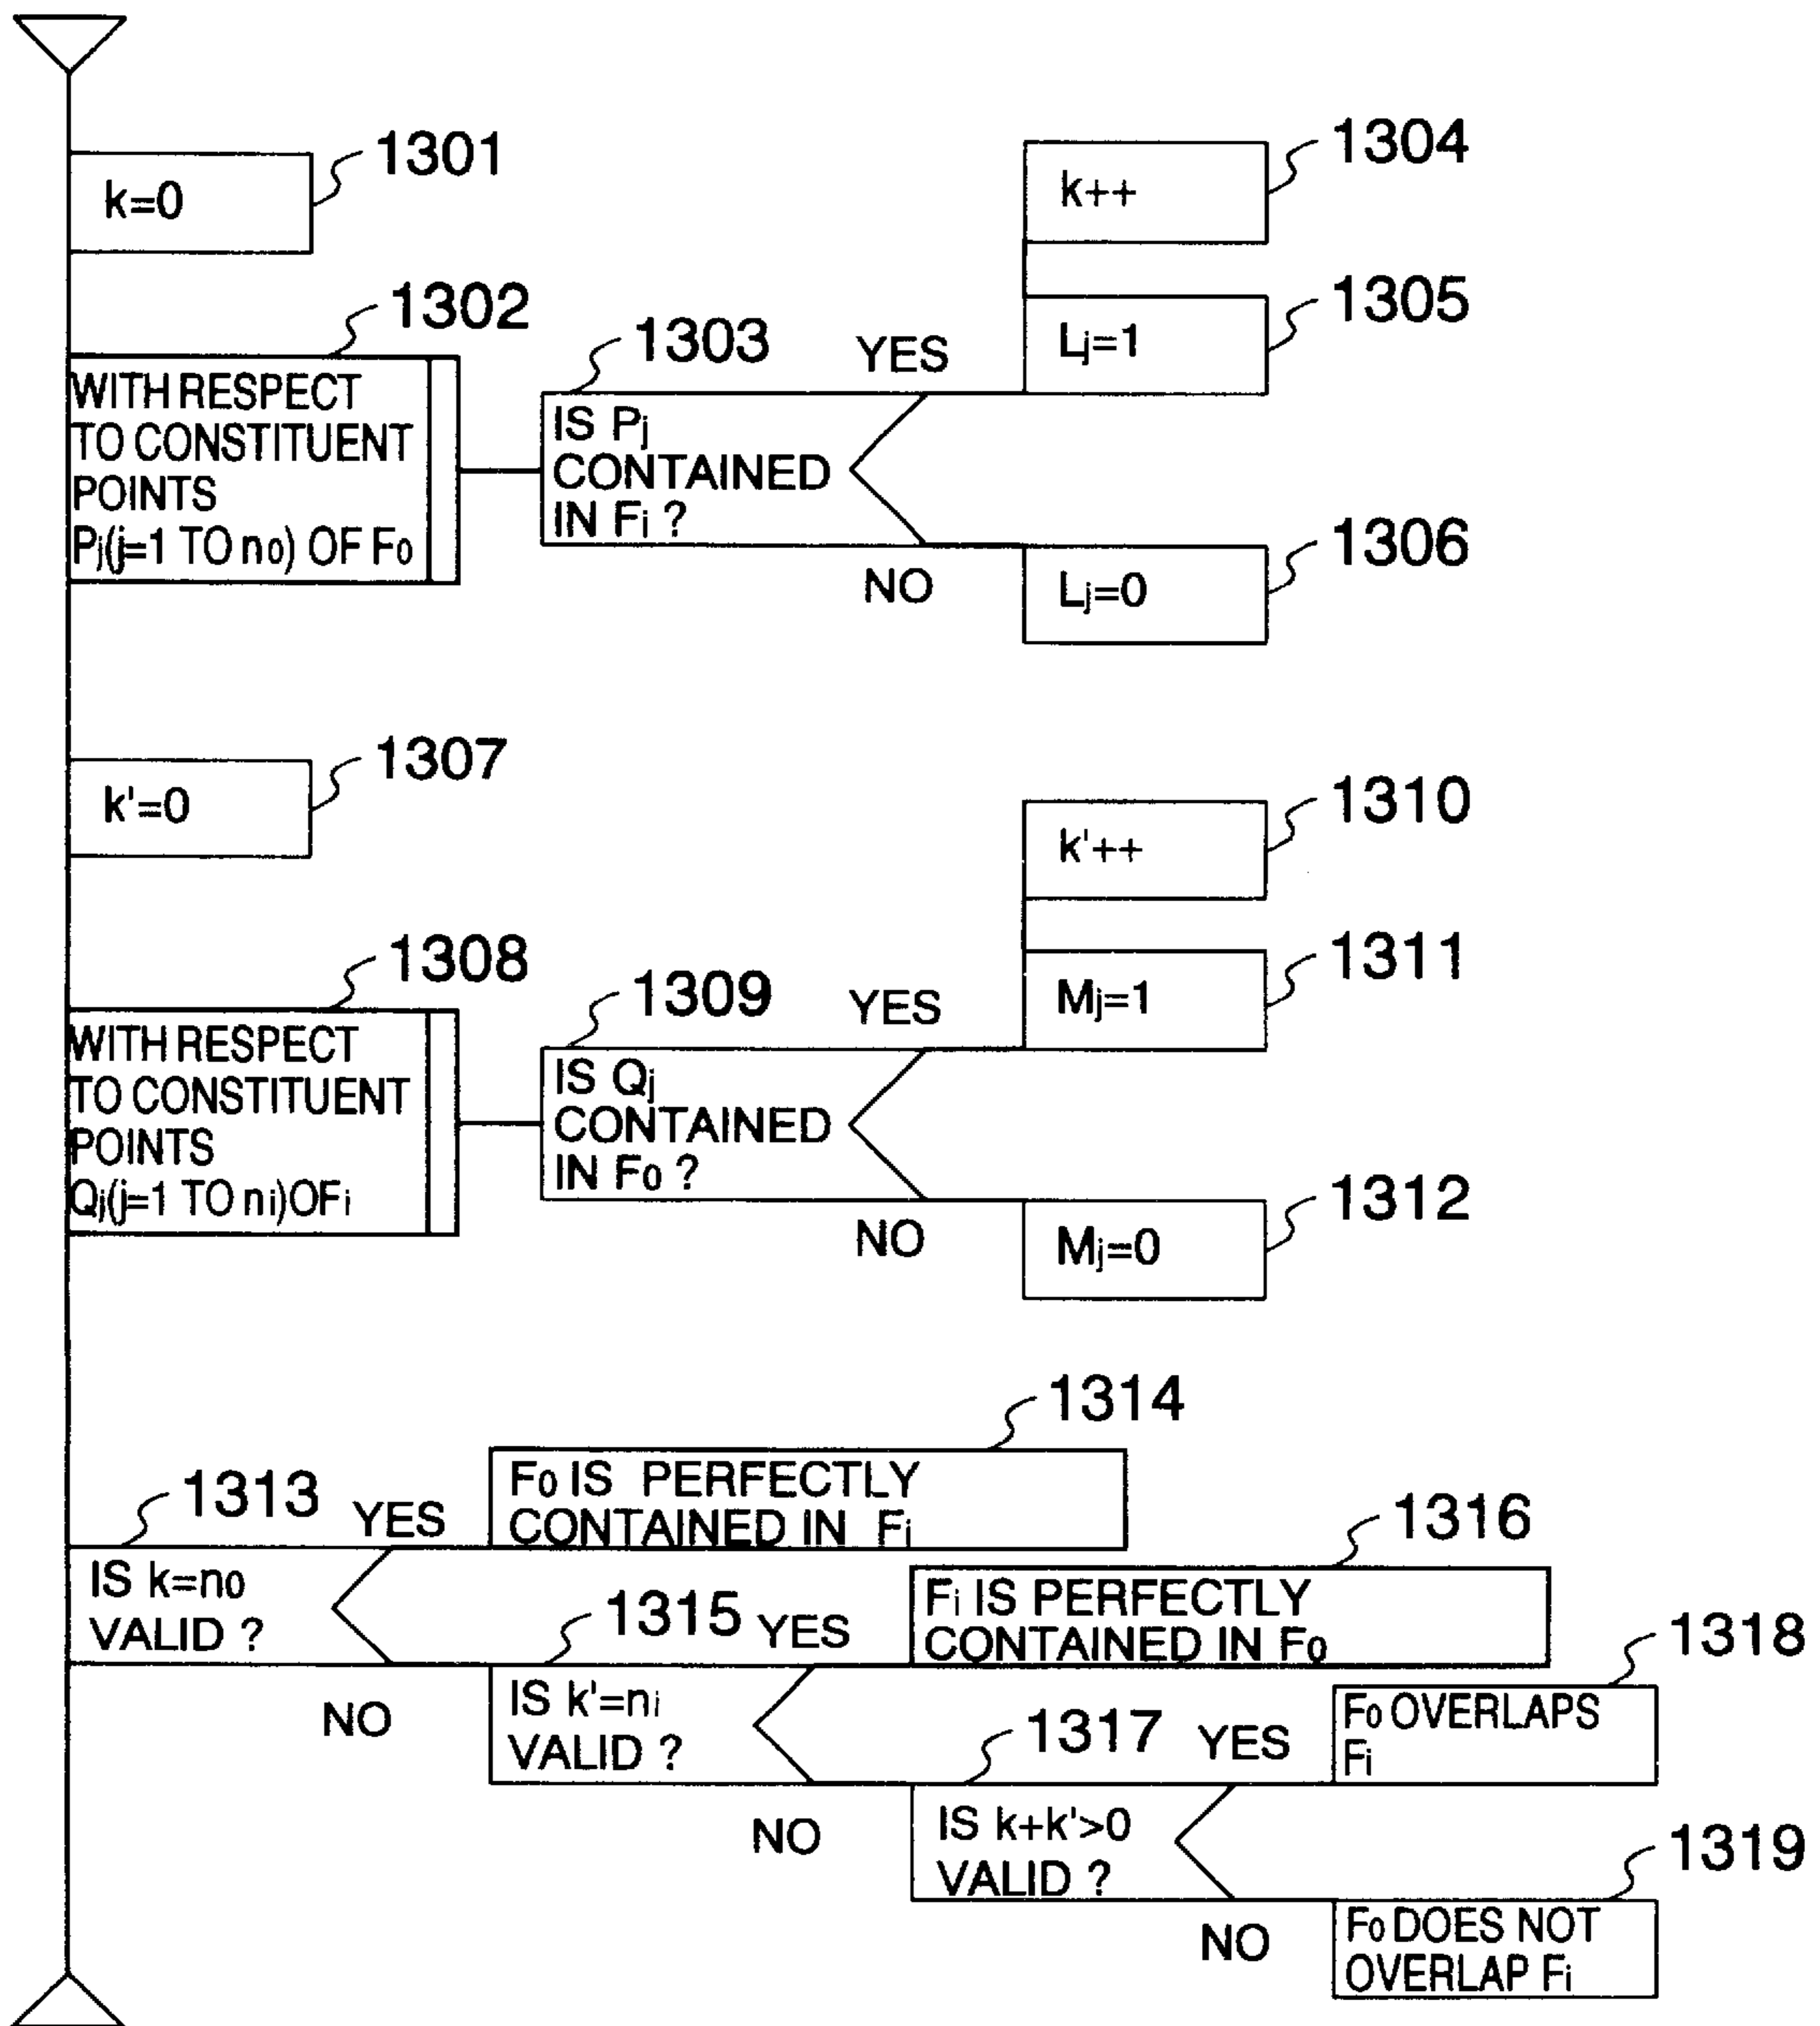 1301
k=0
1304
k++
1302
1305
Lj=1
1303
YES
WITH RESPECT
TO CONSTITUENT
POINTS
Pj(j=1 TO n0) OF F0
IS Pj
CONTAINED
IN Fi ?
NO
1306
Lj=0
1307
k'=0
1310
k'++
1308
1311
Mj=1
1309
YES
WITH RESPECT
TO CONSTITUENT
POINTS
Qj(j=1 TO ni)OFi
IS Qj
CONTAINED
IN F0 ?
NO
1312
Mj=0
1314
F0 IS PERFECTLY
CONTAINED IN Fi
1313
YES
IS k=n0
VALID ?
NO
1316
Fi IS PERFECTLY
CONTAINED IN F0
1315
YES
IS k'=ni
VALID ?
NO
1318
F0 OVERLAPS
Fi
1317
YES
IS k+k'>0
VALID ?
NO
1319
F0 DOES NOT
OVERLAP Fi